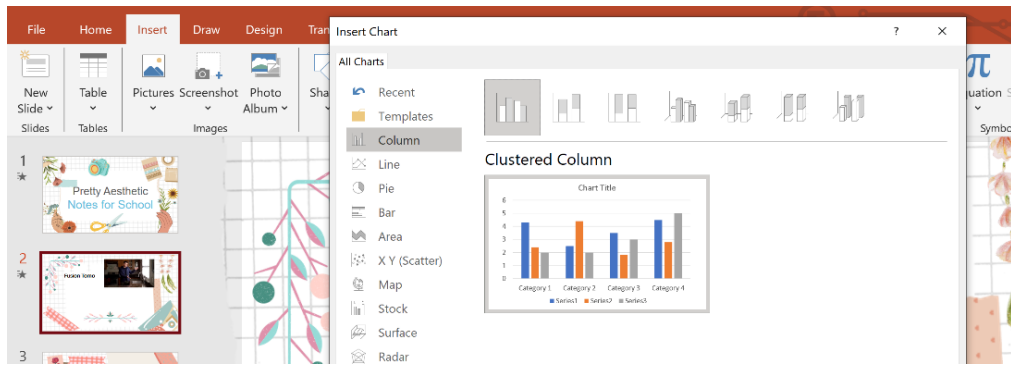 File Home Insert Draw Design Tran
Insert Chart ? ×
All Charts
New Slide
Table
Pictures
Screenshot
Photo Album
Sha
Slides
Tables
Images
Recent
Templates
Column
Line
Pie
Bar
Area
X Y (Scatter)
Map
Stock
Surface
Radar
Clustered Column
Chart Title
6
5
4
3
2
1
0
Category 1 Category 2 Category 3 Category 4
Series1 Series2 Series3
π
uation
Symbo
1
Pretty Aesthetic
Notes for School
2
Fusion Tomo
3